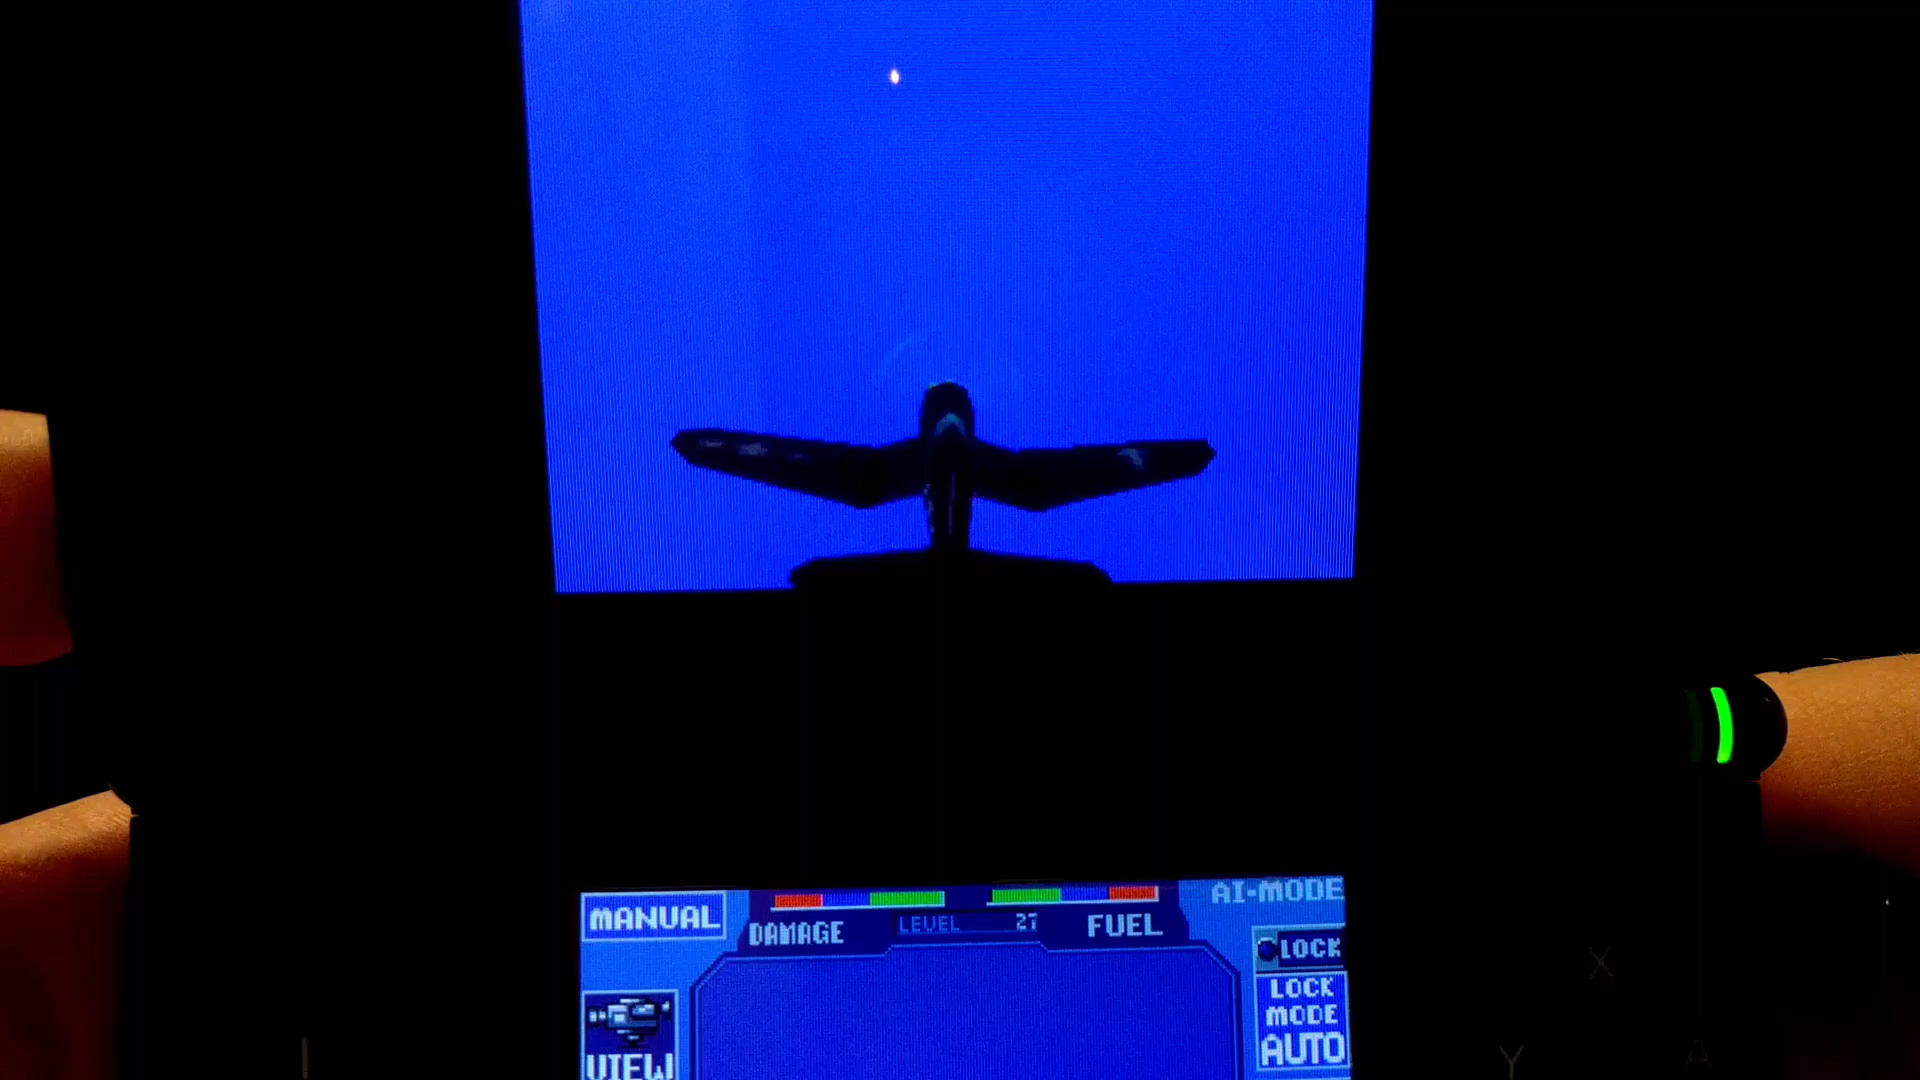 MANUAL
DAMAGE
LEVEL 27
FUEL
AI-MODE
LOCK
LOCK
MODE
AUTO
VIEW
X
Y
A